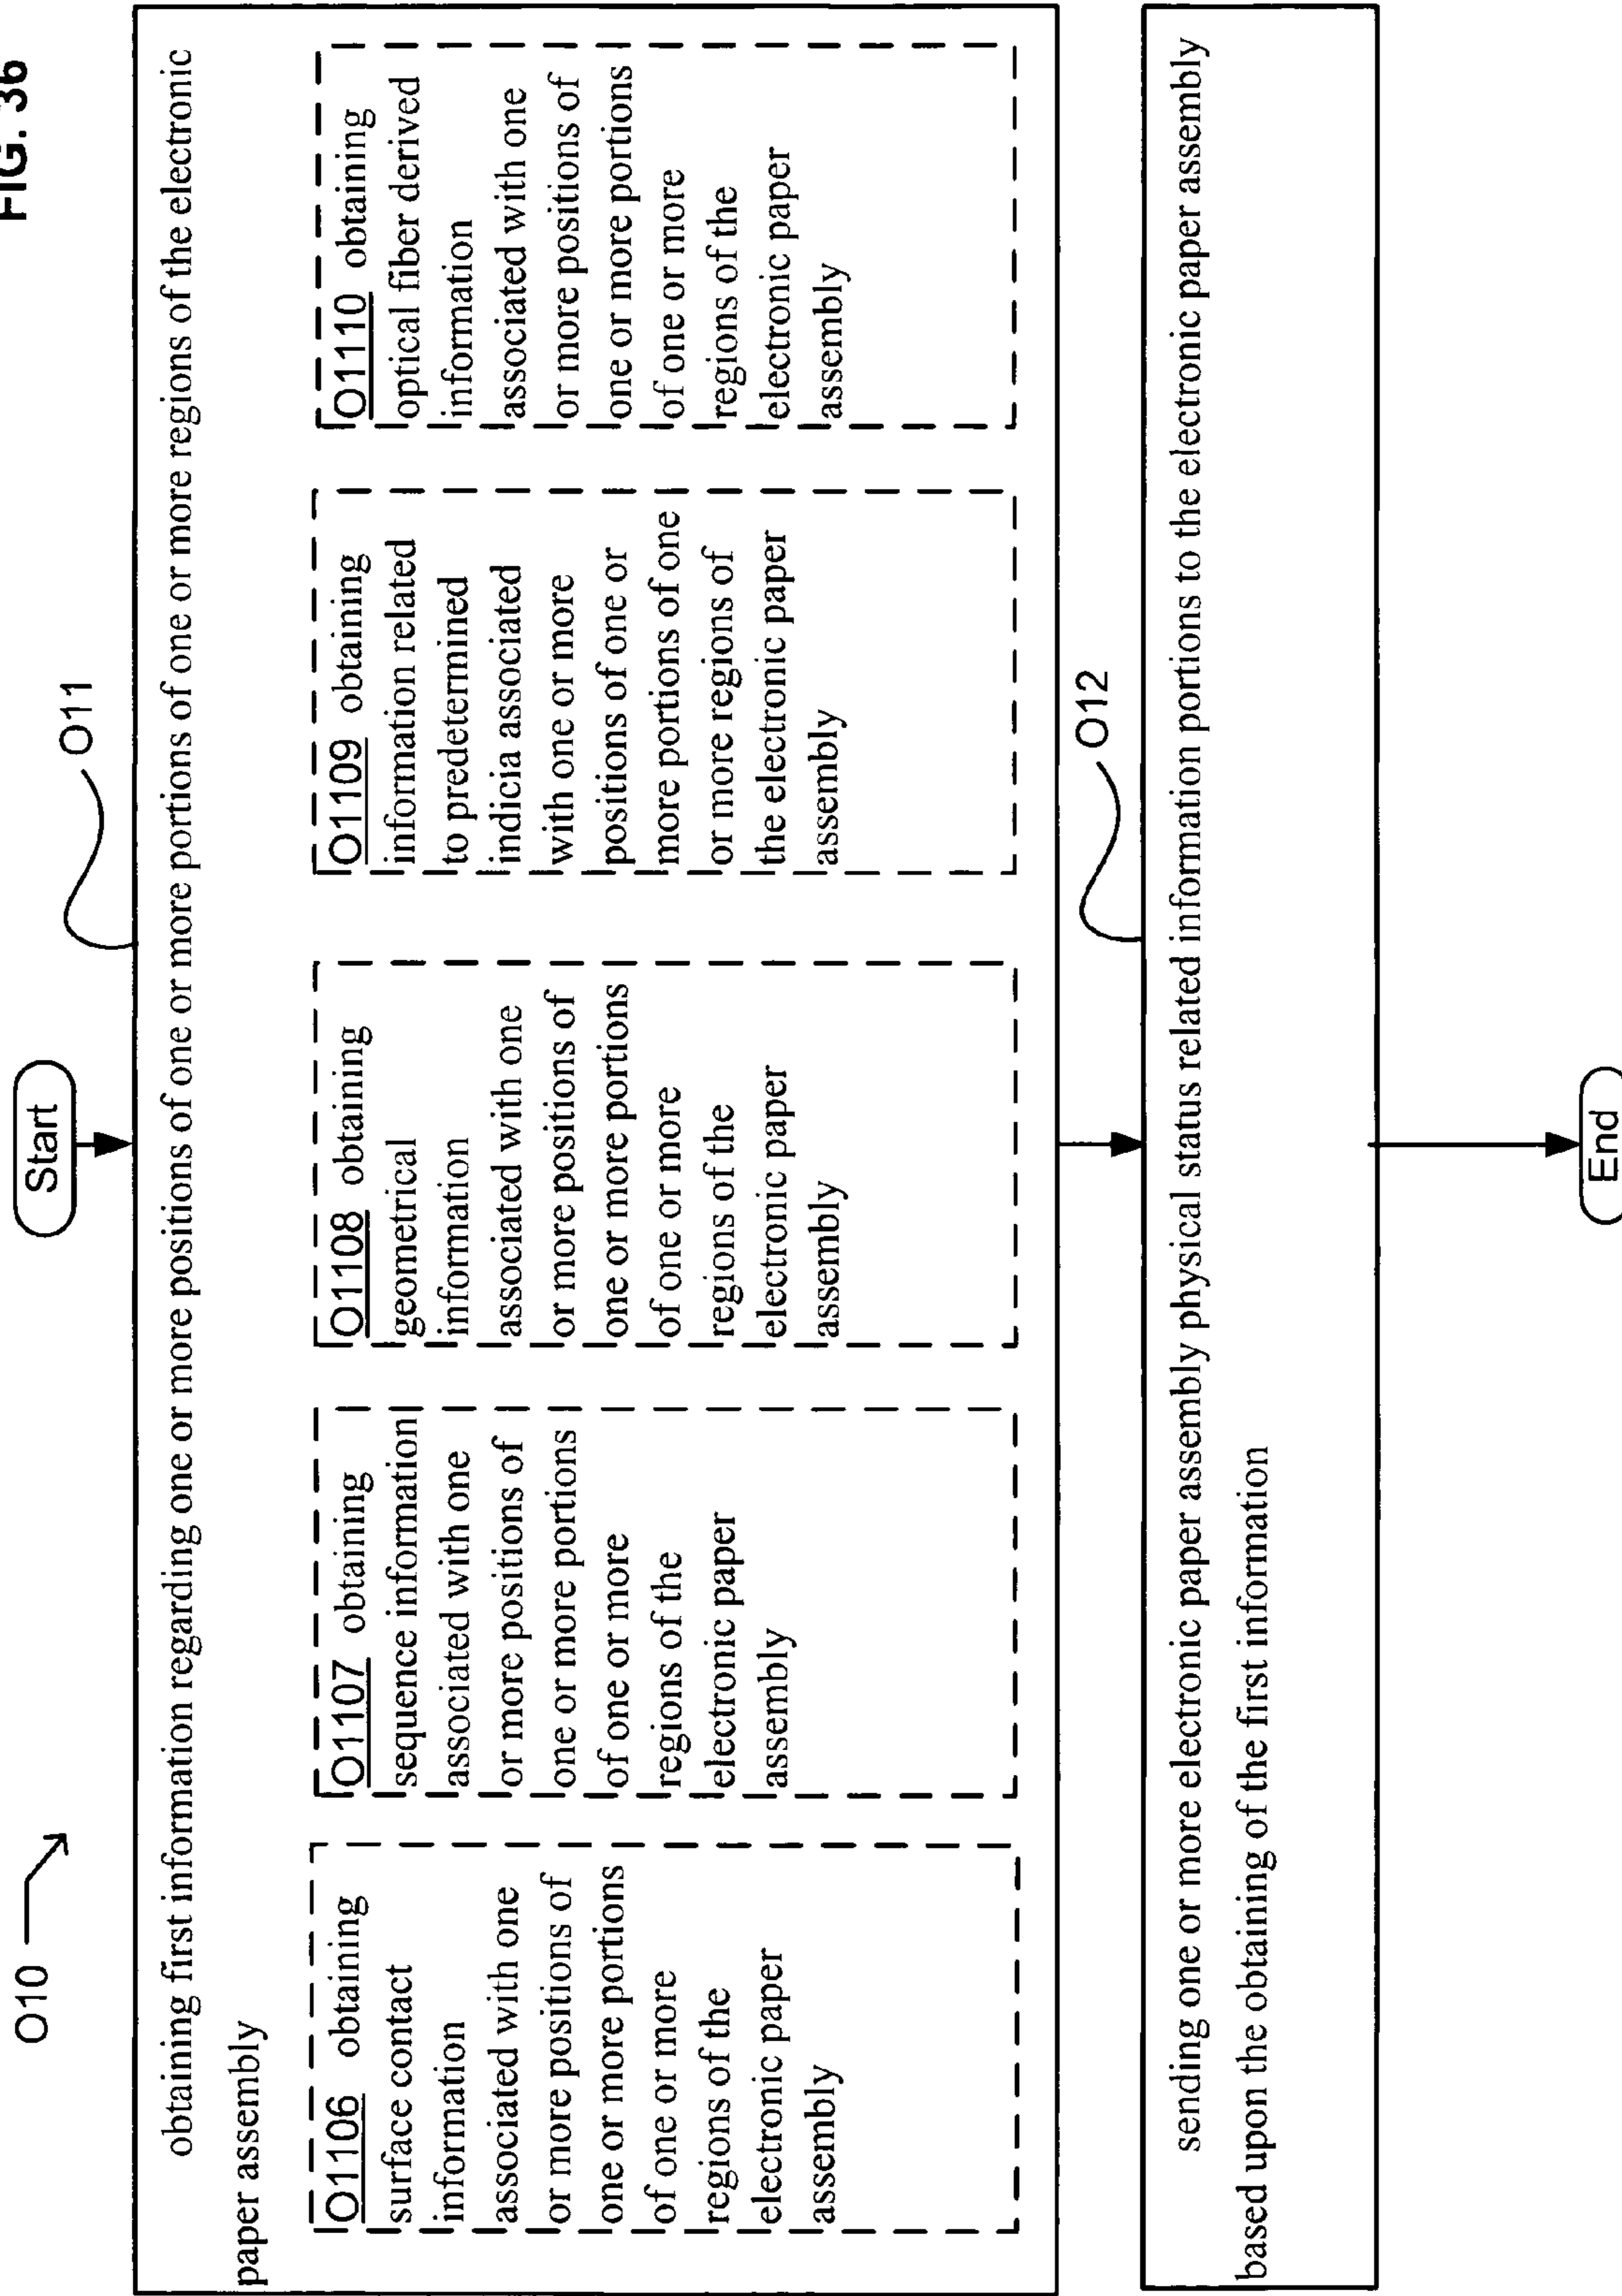 FIG. 36
O10
Start
O11
obtaining first information regarding one or more positions of one or more portions of one or more regions of the electronic
paper assembly
O1106 obtaining
surface contact
information
associated with one
or more positions of
one or more portions
of one or more
regions of the
electronic paper
assembly
O1107 obtaining
sequence information
associated with one
or more positions of
one or more portions
of one or more
regions of the
electronic paper
assembly
O1108 obtaining
geometrical
information
associated with one
or more positions of
one or more portions
of one or more
regions of the
electronic paper
assembly
O1109 obtaining
information related
to predetermined
indicia associated
with one or more
positions of one or
more portions of one
or more regions of
the electronic paper
assembly
O1110 obtaining
optical fiber derived
information
associated with one
or more positions of
one or more portions
of one or more
regions of the
electronic paper
assembly
O12
sending one or more electronic paper assembly physical status related information portions to the electronic paper assembly
based upon the obtaining of the first information
End